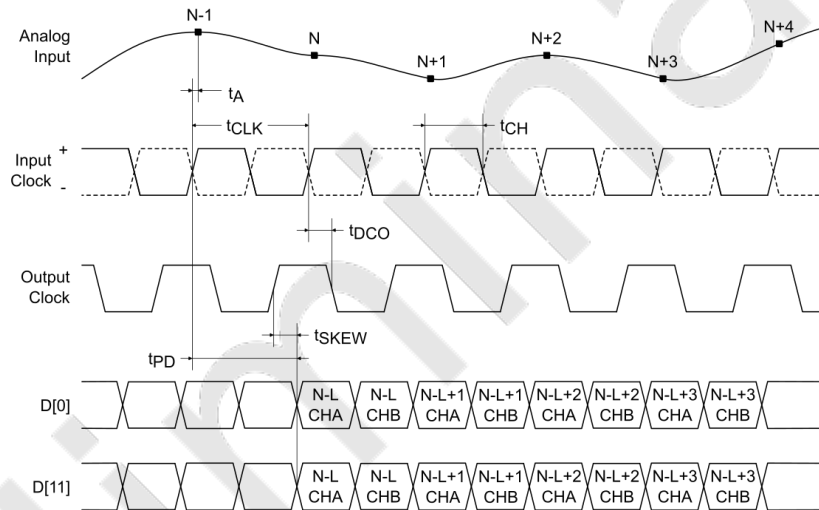 N-1
N
N+1
N+2
N+3
N+4
Analog
Input
tA
tCLK
tCH
Input
Clock
+
-
tDCO
Output
Clock
tSKEW
tPD
D[0]
N-L CHA
N-L CHB
N-L+1 CHA
N-L+1 CHB
N-L+2 CHA
N-L+2 CHB
N-L+3 CHA
N-L+3 CHB
D[11]
N-L CHA
N-L CHB
N-L+1 CHA
N-L+1 CHB
N-L+2 CHA
N-L+2 CHB
N-L+3 CHA
N-L+3 CHB